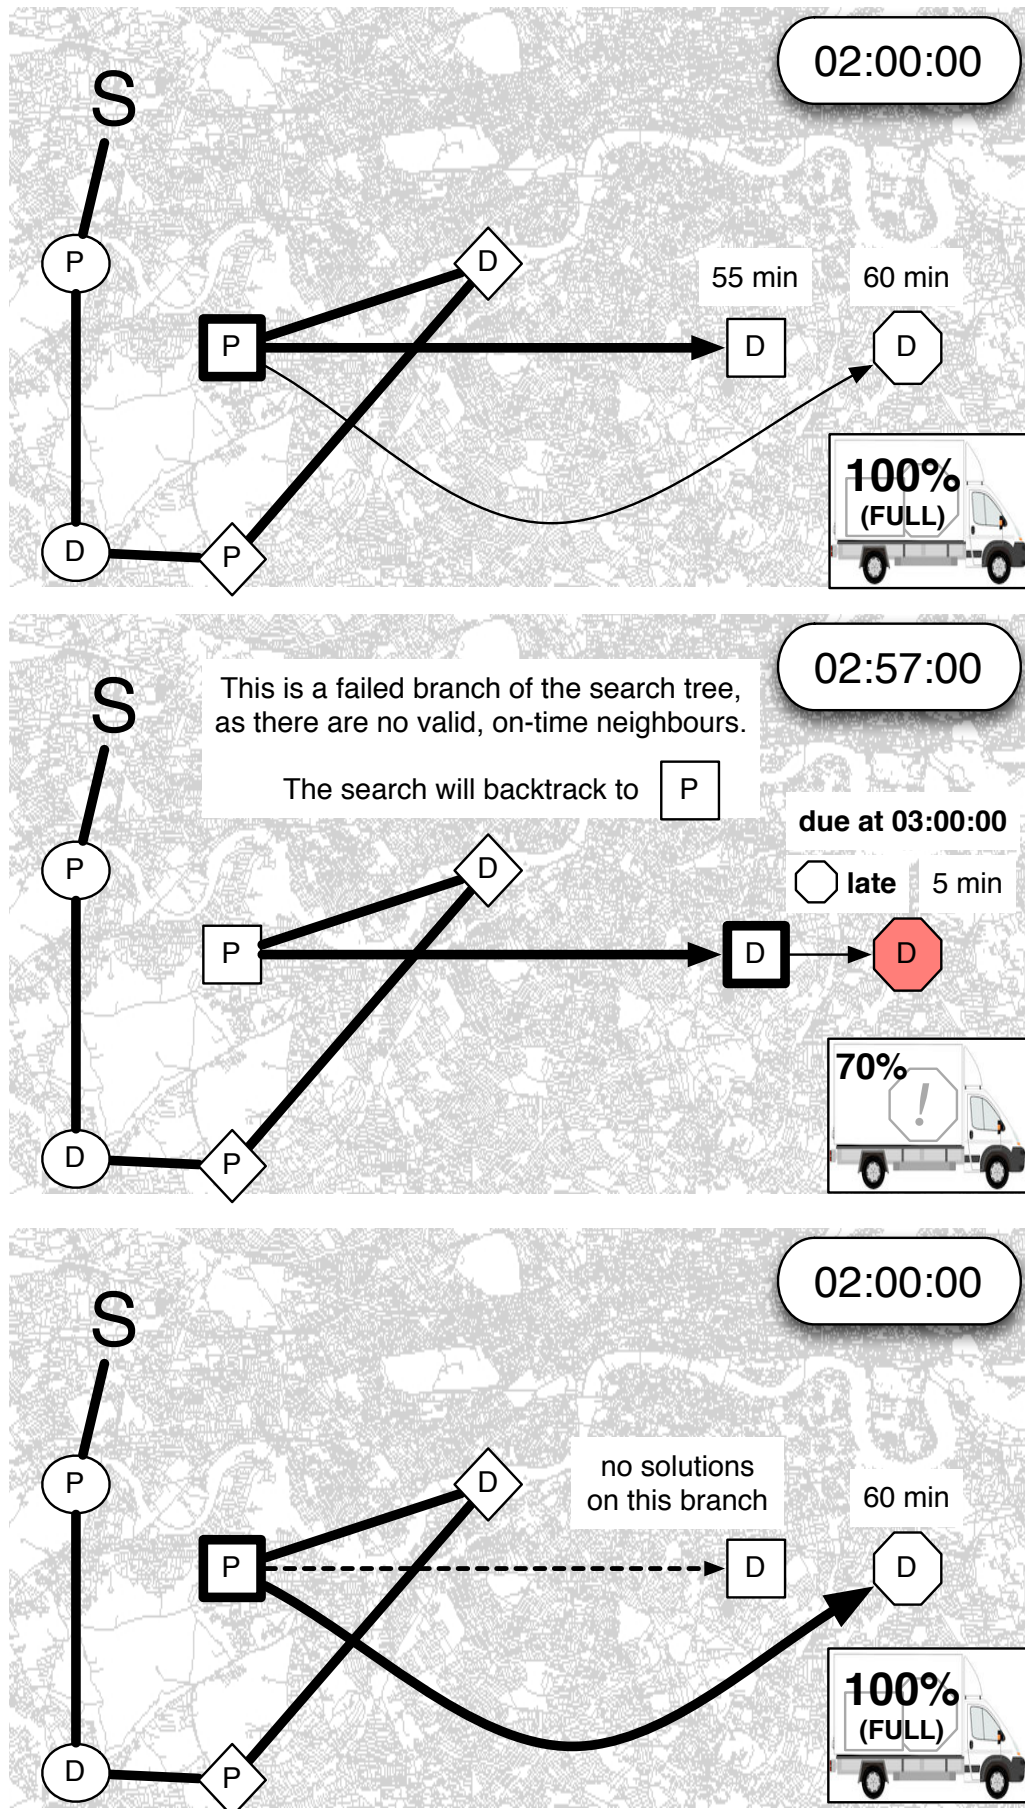 02:00:00
S
P
D
P
55 min
60 min
D
D
100%
(FULL)
D
P
02:57:00
S
This is a failed branch of the search tree,
as there are no valid, on-time neighbours.
The search will backtrack to P
due at 03:00:00
late 5 min
P
D
P
D
D
70%
!
D
P
02:00:00
S
no solutions
on this branch
60 min
P
D
P
D
D
100%
(FULL)
D
P